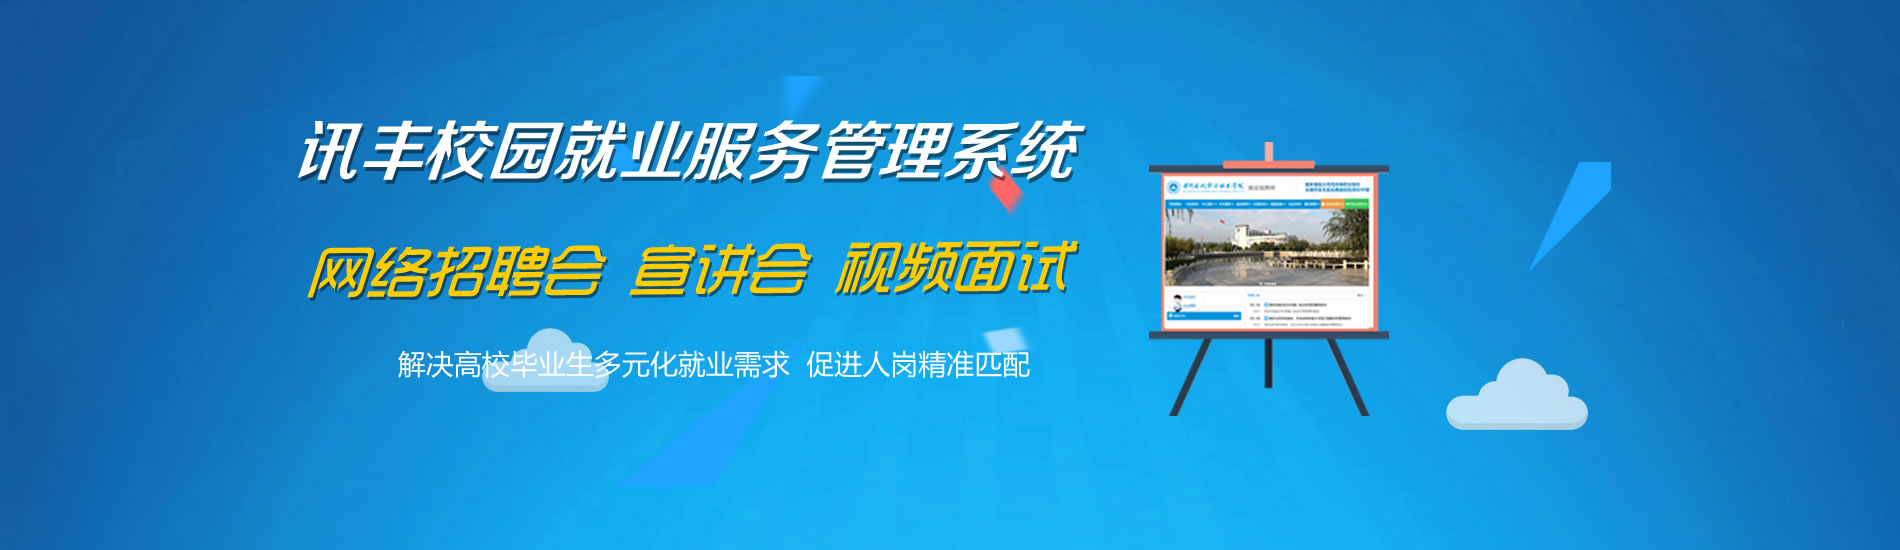 讯丰校园就业服务管理系统
网络招聘会 宣讲会 视频面试
解决高校毕业生多元化就业需求 促进人岗精准匹配